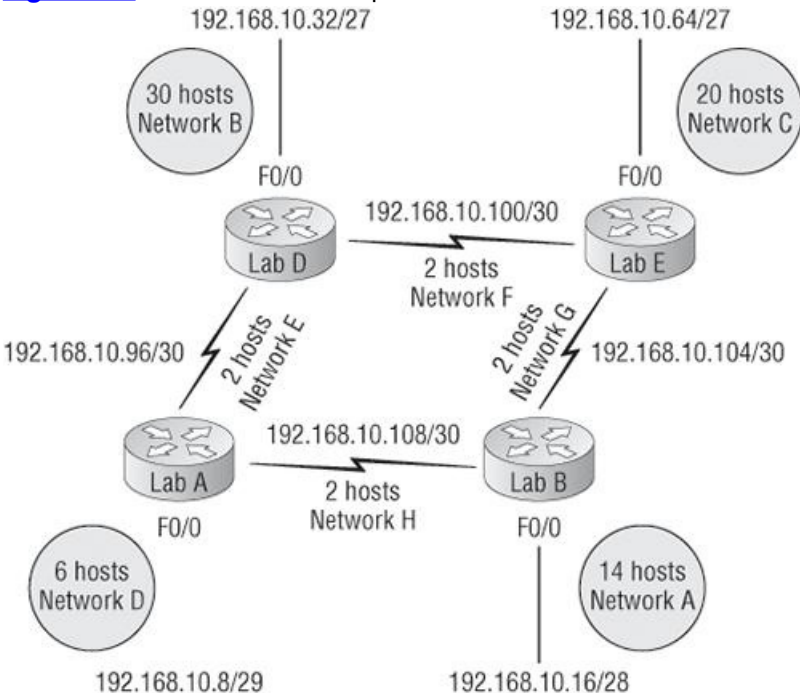 192.168.10.32/27
192.168.10.64/27
30 hosts
Network B
20 hosts
Network C
F0/0
F0/0
192.168.10.100/30
Lab D
Lab E
2 hosts
Network F
192.168.10.96/30
2 hosts
Network E
2 hosts
Network G
192.168.10.104/30
192.168.10.108/30
Lab A
Lab B
2 hosts
Network H
F0/0
F0/0
6 hosts
Network D
14 hosts
Network A
192.168.10.8/29
192.168.10.16/28